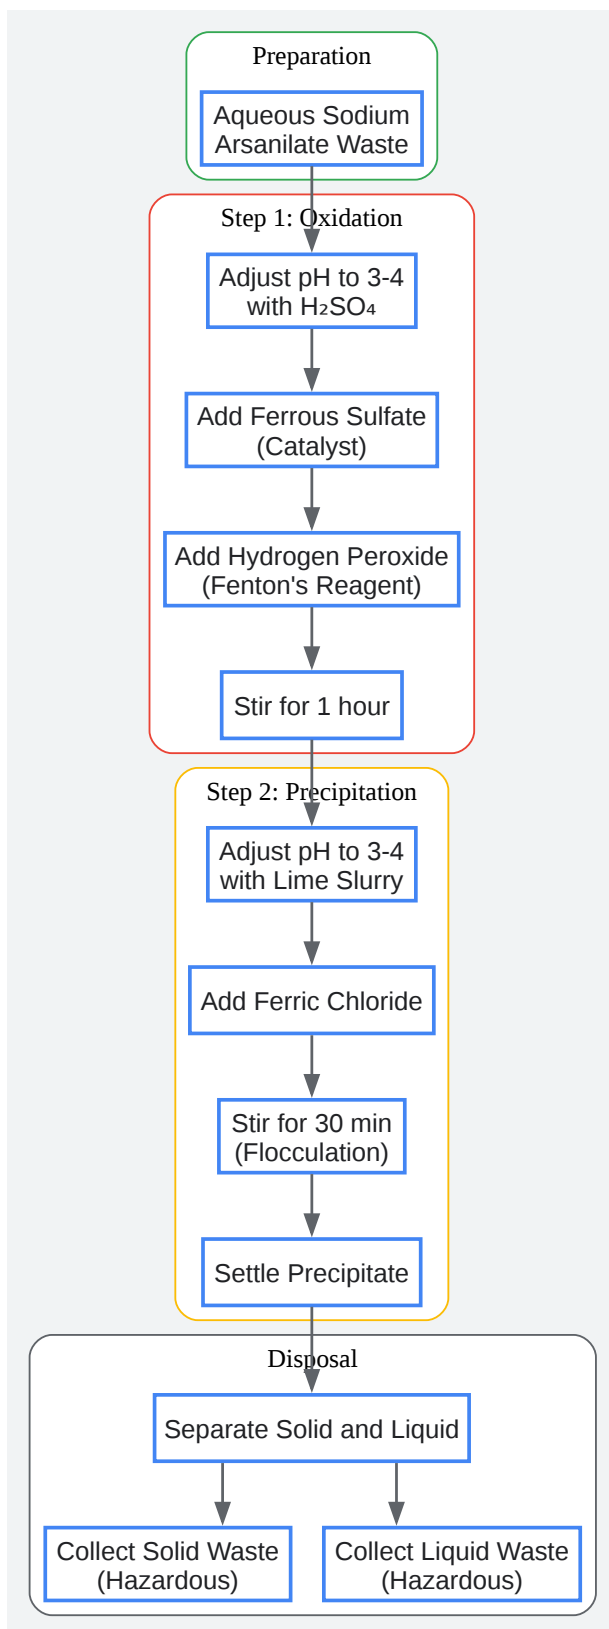 Preparation
Aqueous Sodium
Arsanilate Waste
Step 1: Oxidation
Adjust pH to 3-4
with H₂SO₄
Add Ferrous Sulfate
(Catalyst)
Add Hydrogen Peroxide
(Fenton's Reagent)
Stir for 1 hour
Step 2: Precipitation
Adjust pH to 3-4
with Lime Slurry
Add Ferric Chloride
Stir for 30 min
(Flocculation)
Settle Precipitate
Disposal
Separate Solid and Liquid
Collect Solid Waste
(Hazardous)
Collect Liquid Waste
(Hazardous)